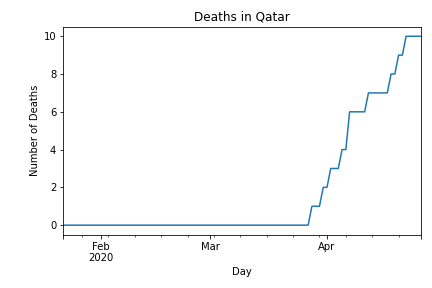 Deaths in Qatar
10
8
6
4
2
0
Number of Deaths
Feb
2020
Mar
Apr
Day